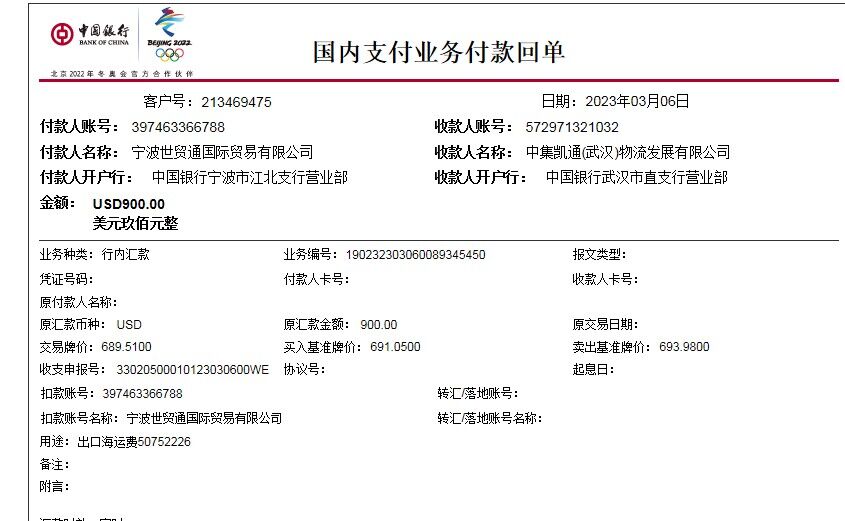 中国银行
BANK OF CHINA
BEIJING 2022
北京2022年冬奥会官方合作伙伴
国内支付业务付款回单
客户号：213469475 日期：2023年03月06日
付款人账号：397463366788 收款人账号：572971321032
付款人名称：宁波世贸通国际贸易有限公司 收款人名称：中集凯通(武汉)物流发展有限公司
付款人开户行：中国银行宁波市江北支行营业部 收款人开户行：中国银行武汉市直支行营业部
金额：USD900.00
美元玖佰元整
业务种类：行内汇款 业务编号：190232303060089345450 报文类型：
凭证号码： 付款人卡号： 收款人卡号：
原付款人名称：
原汇款币种：USD 原汇款金额：900.00 原交易日期：
交易牌价：689.5100 买入基准牌价：691.0500 卖出基准牌价：693.9800
收支申报号：33020500010123030600WE 协议号： 起息日：
扣款账号：397463366788 转汇/落地账号：
扣款账号名称：宁波世贸通国际贸易有限公司 转汇/落地账号名称：
用途：出口海运费50752226
备注：
附言：